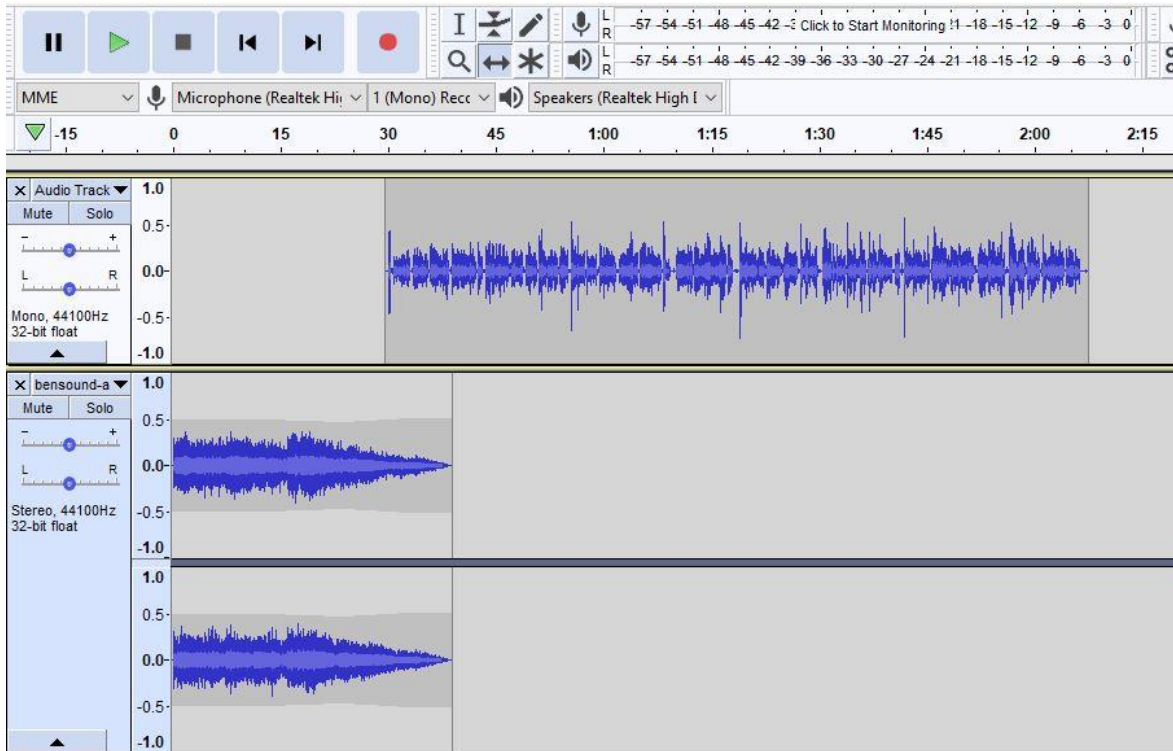 L
R
-57 -54 -51 -48 -45 -42 -3 Click to Start Monitoring !1 -18 -15 -12 -9 -6 -3 0
L
R
-57 -54 -51 -48 -45 -42 -39 -36 -33 -30 -27 -24 -21 -18 -15 -12 -9 -6 -3 0
MME Microphone (Realtek Hi 1 (Mono) Recc Speakers (Realtek High
-15 0 15 30 45 1:00 1:15 1:30 1:45 2:00 2:15
X Audio Track 1.0
Mute Solo
0.5
- +
L R 0.0
Mono, 44100Hz -0.5
32-bit float
-1.0
X bensound-a 1.0
Mute Solo
0.5
- +
L R 0.0
Stereo, 44100Hz -0.5
32-bit float
-1.0
1.0
0.5
0.0
-0.5
-1.0